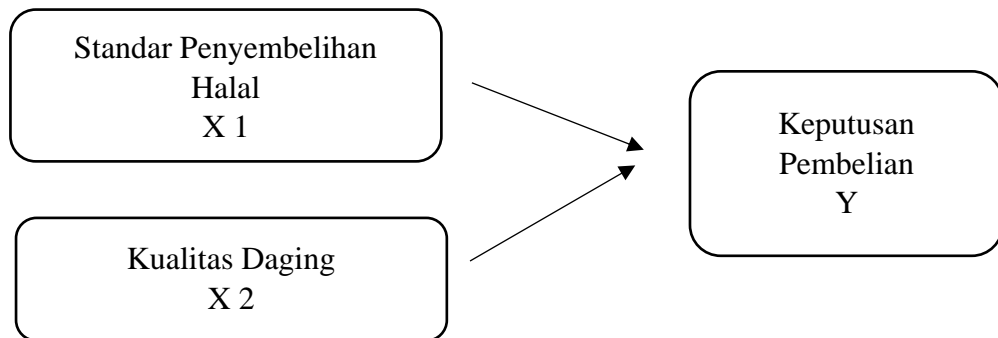 Standar Penyembelihan
Halal
X 1
Keputusan
Pembelian
Y
Kualitas Daging
X 2